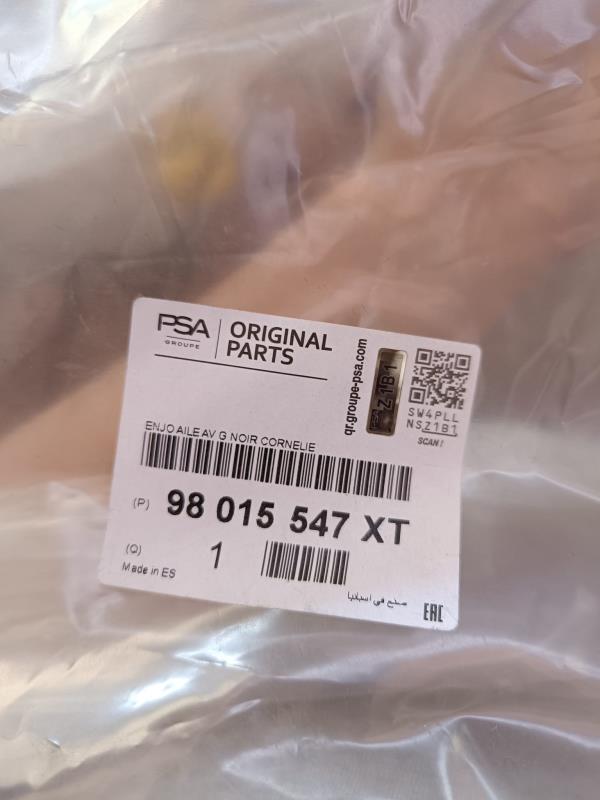 PSA
GROUPE
ORIGINAL
PARTS
qr.groupe-psa.com
PSA Z1B1
SW4PLL
NSZ1B1
SCAN!
ENJO AILE AV G NOIR CORNELIE
(P) 98 015 547 XT
(Q) 1
Made in ES
صنع في اسبانيا
EAC